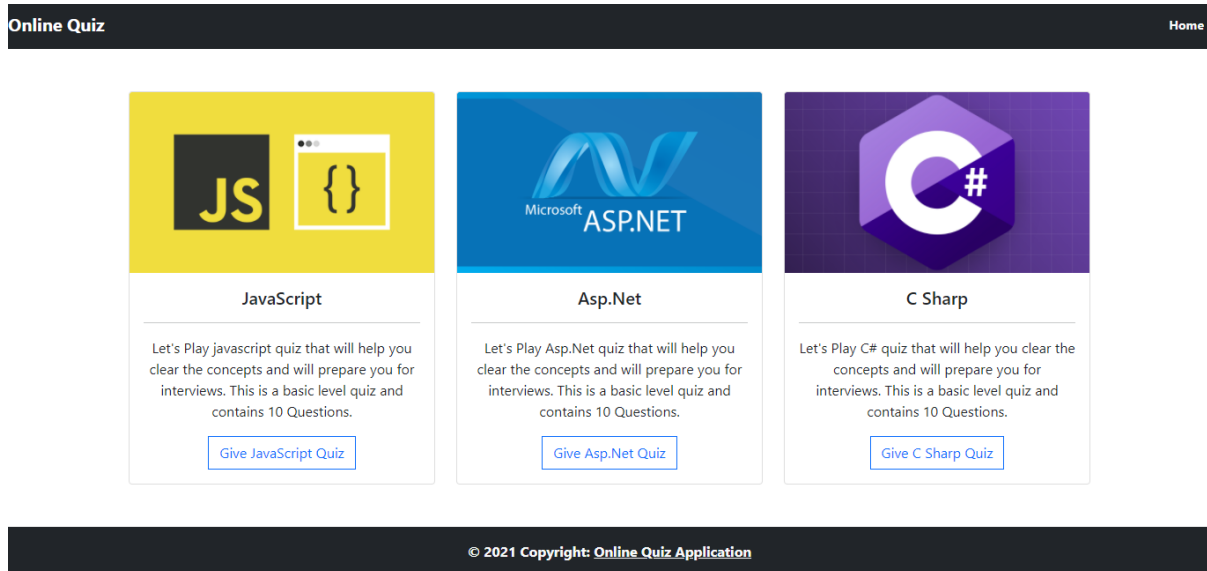 Online Quiz
Home
JS
{}
Microsoft
ASP.NET
C#
JavaScript
Let's Play javascript quiz that will help you
clear the concepts and will prepare you for
interviews. This is a basic level quiz and
contains 10 Questions.
Give JavaScript Quiz
Asp.Net
Let's Play Asp.Net quiz that will help you
clear the concepts and will prepare you for
interviews. This is a basic level quiz and
contains 10 Questions.
Give Asp.Net Quiz
C Sharp
Let's Play C# quiz that will help you clear the
concepts and will prepare you for
interviews. This is a basic level quiz and
contains 10 Questions.
Give C Sharp Quiz
© 2021 Copyright: Online Quiz Application